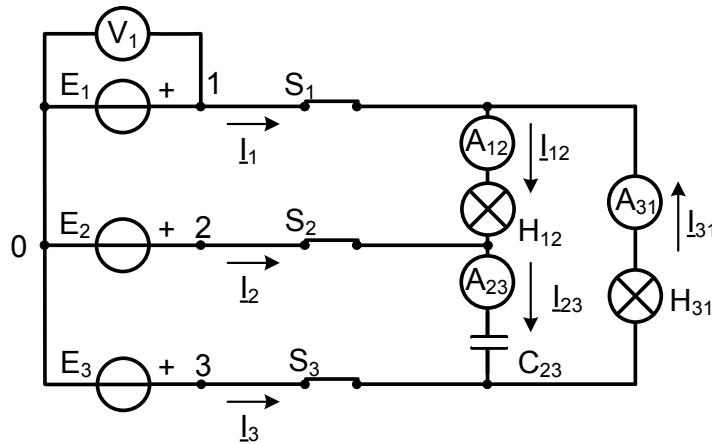 V₁
E₁ + 1 S₁
I₁ A₁₂ I₁₂
A₃₁ I₃₁
E₂ + 2 S₂ H₁₂
0
I₂ A₂₃ I₂₃ H₃₁
E₃ + 3 S₃ C₂₃
I₃